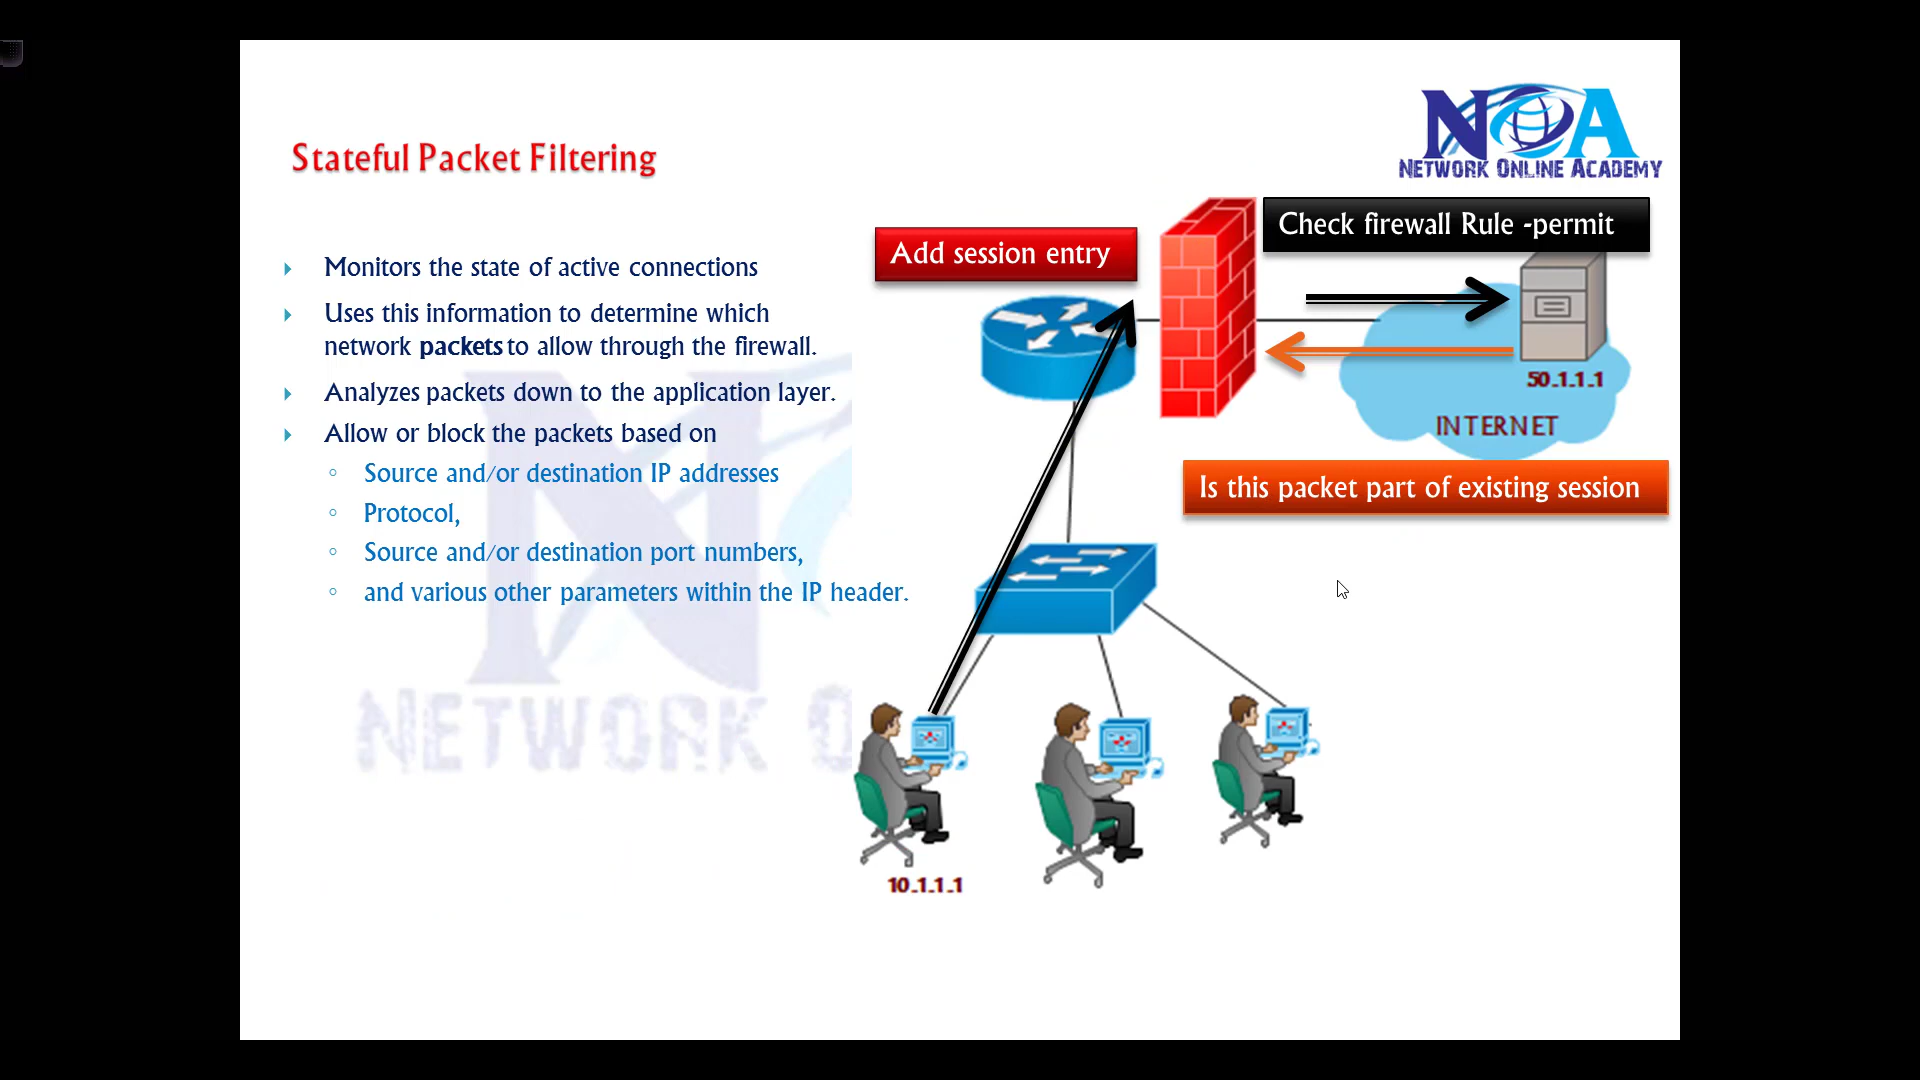 NOA
NETWORK ONLINE ACADEMY
Stateful Packet Filtering
Monitors the state of active connections
Uses this information to determine which
network packets to allow through the firewall.
Analyzes packets down to the application layer.
Allow or block the packets based on
Source and/or destination IP addresses
Protocol,
Source and/or destination port numbers,
and various other parameters within the IP header.
Add session entry
Check firewall Rule -permit
50.1.1.1
INTERNET
Is this packet part of existing session
10.1.1.1
N
NETWORK O